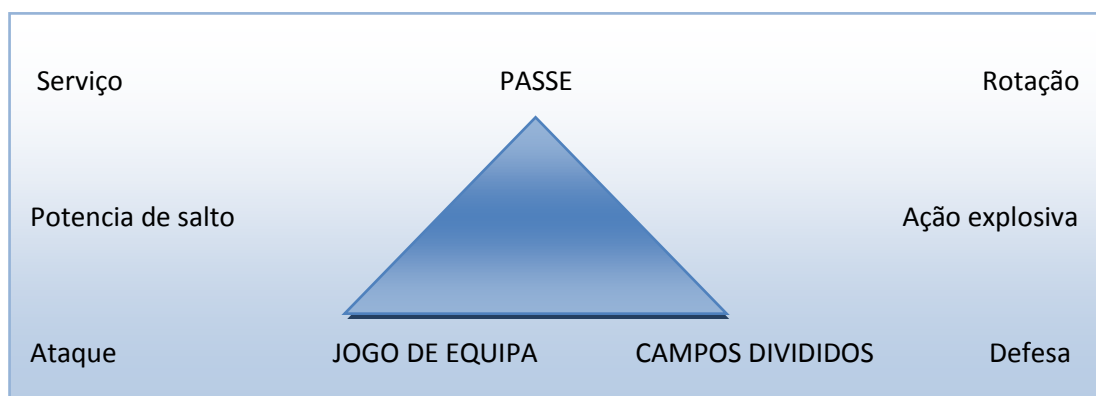 Serviço PASSE Rotação
Potencia de salto Ação explosiva
Ataque JOGO DE EQUIPA CAMPOS DIVIDIDOS Defesa